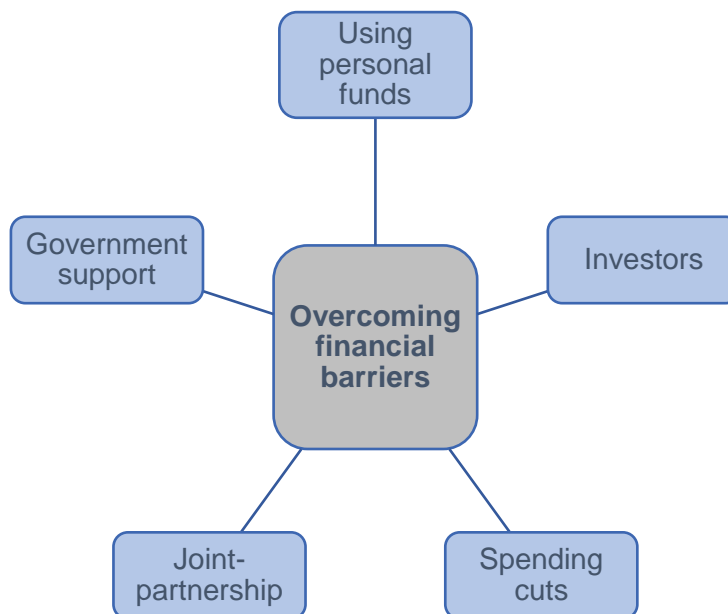 Using
personal
funds
Government
support
Investors
Overcoming
financial
barriers
Joint-
partnership
Spending
cuts